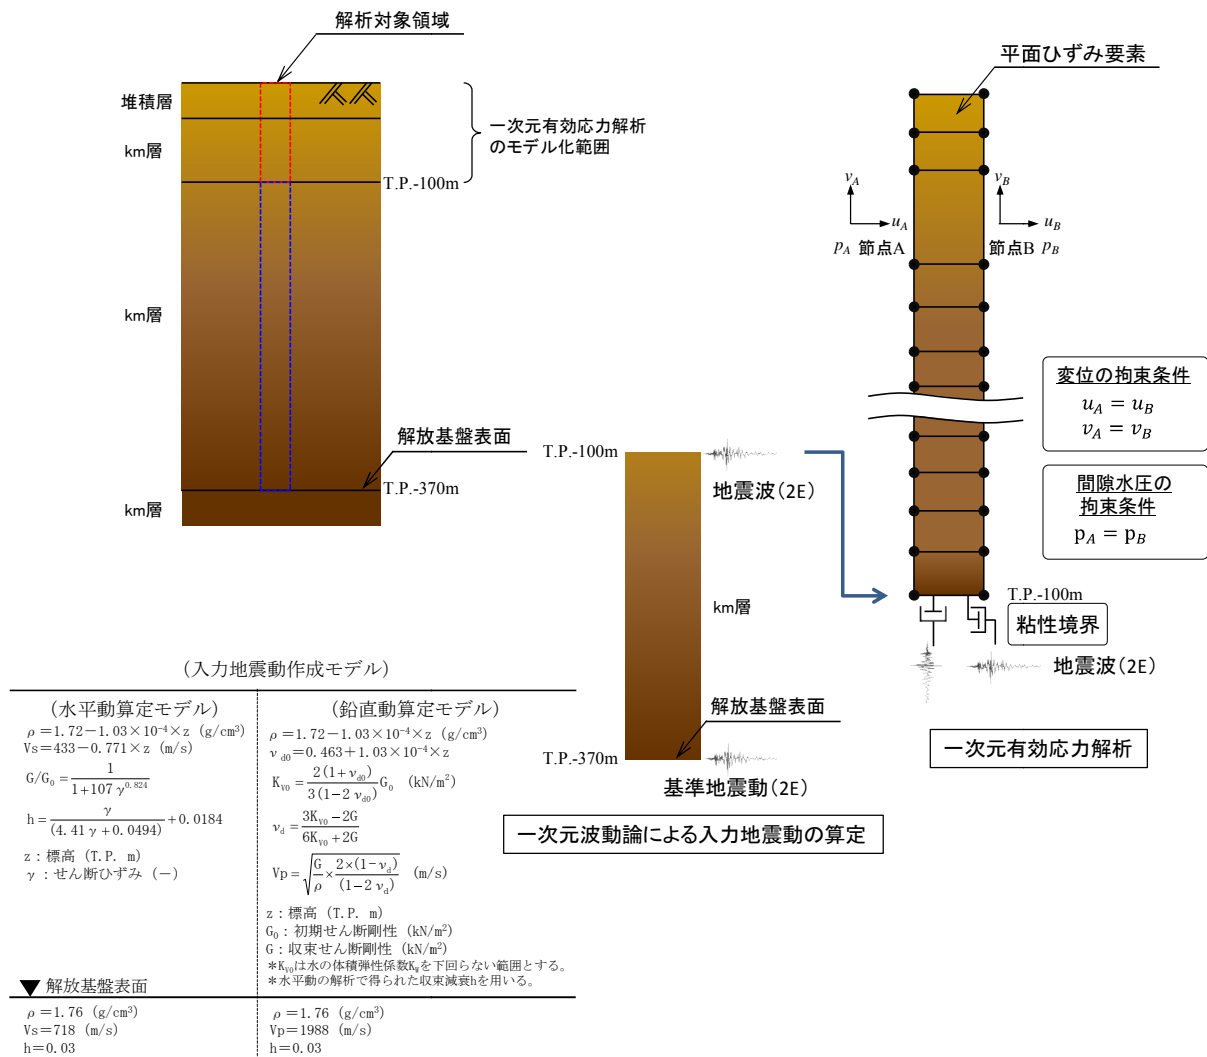 解析対象領域
堆積層
km層
一次元有効応力解析
のモデル化範囲
T.P.-100m
km層
解放基盤表面
T.P.-370m
km層
T.P.-100m
地震波(2E)
km層
解放基盤表面
T.P.-370m
基準地震動(2E)
一次元波動論による入力地震動の算定
平面ひずみ要素
v_A
u_A
p_A 節点A
v_B
u_B
節点B p_B
変位の拘束条件
u_A = u_B
v_A = v_B
間隙水圧の
拘束条件
p_A = p_B
T.P.-100m
粘性境界
地震波(2E)
一次元有効応力解析
(入力地震動作成モデル)
(水平動算定モデル)
ρ=1.72-1.03×10⁻⁴×z (g/cm³)
Vs=433-0.771×z (m/s)
G/G₀ = 1/(1+107 γ^0.824)
h = γ/(4.41 γ+0.0494) + 0.0184
z：標高 (T.P. m)
γ：せん断ひずみ (-)
(鉛直動算定モデル)
ρ=1.72-1.03×10⁻⁴×z (g/cm³)
ν_d0=0.463+1.03×10⁻⁴×z
K_V0 = 2(1+ν_d0)/3(1-2ν_d0) G₀ (kN/m²)
ν_d = (3K_V0-2G)/(6K_V0+2G)
Vp = √(G/ρ × 2×(1-ν_d)/(1-2ν_d)) (m/s)
z：標高 (T.P. m)
G₀：初期せん断剛性 (kN/m²)
G：収束せん断剛性 (kN/m²)
*K_V0は水の体積弾性係数K_Wを下回らない範囲とする。
*水平動の解析で得られた収束減衰hを用いる。
▼ 解放基盤表面
ρ=1.76 (g/cm³)
Vs=718 (m/s)
h=0.03
ρ=1.76 (g/cm³)
Vp=1988 (m/s)
h=0.03